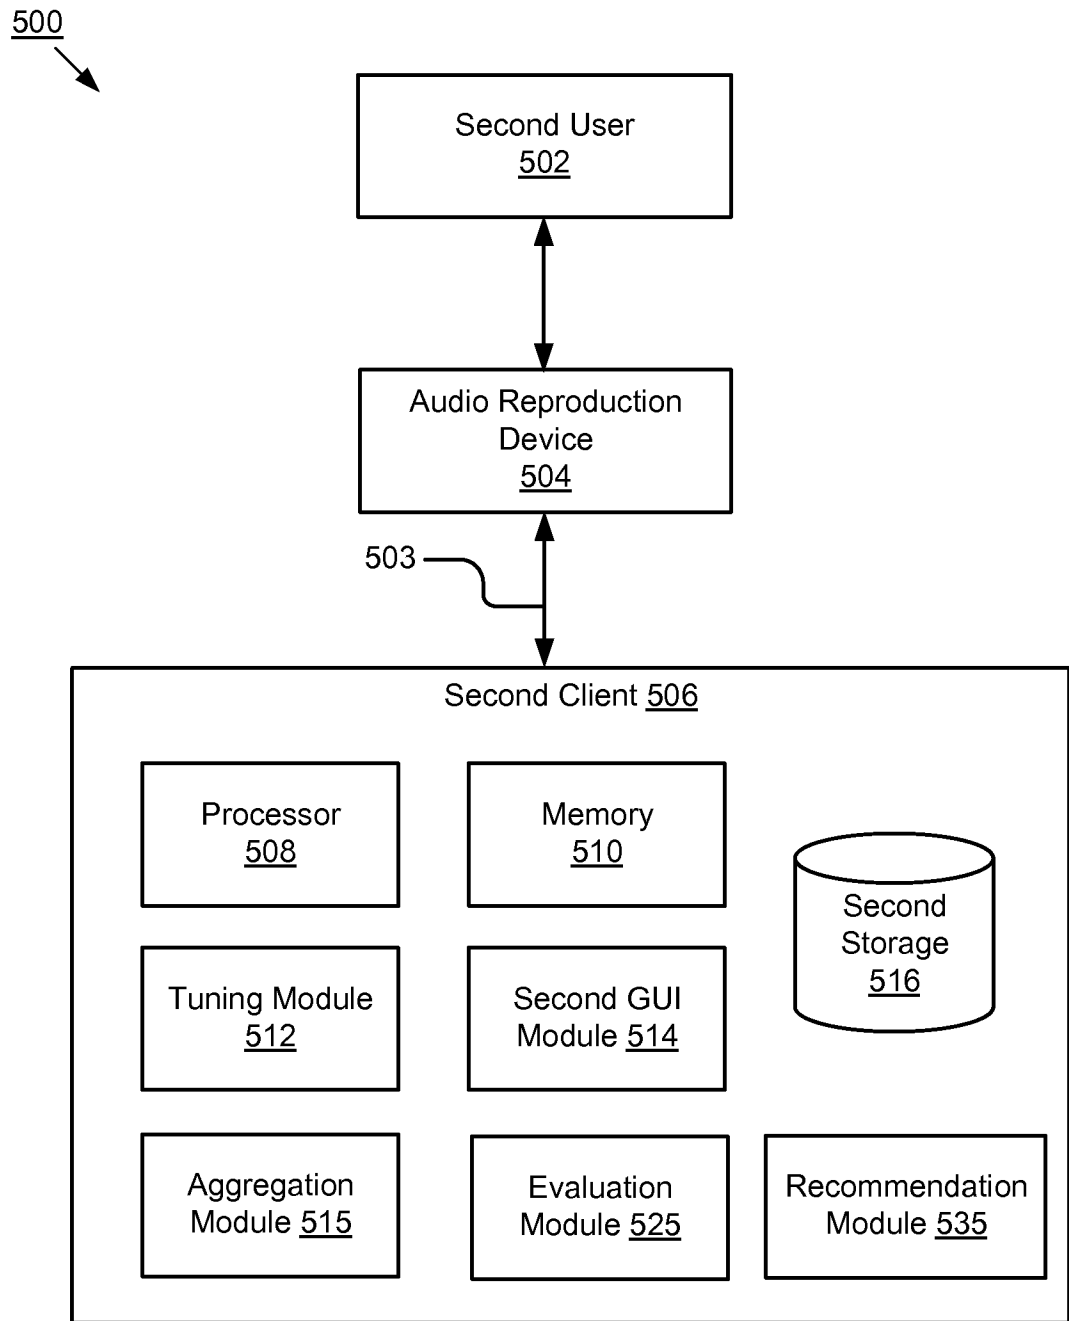 500
Second User
502
Audio Reproduction
Device
504
503
Second Client 506
Processor
508
Memory
510
Second
Storage
516
Tuning Module
512
Second GUI
Module 514
Aggregation
Module 515
Evaluation
Module 525
Recommendation
Module 535